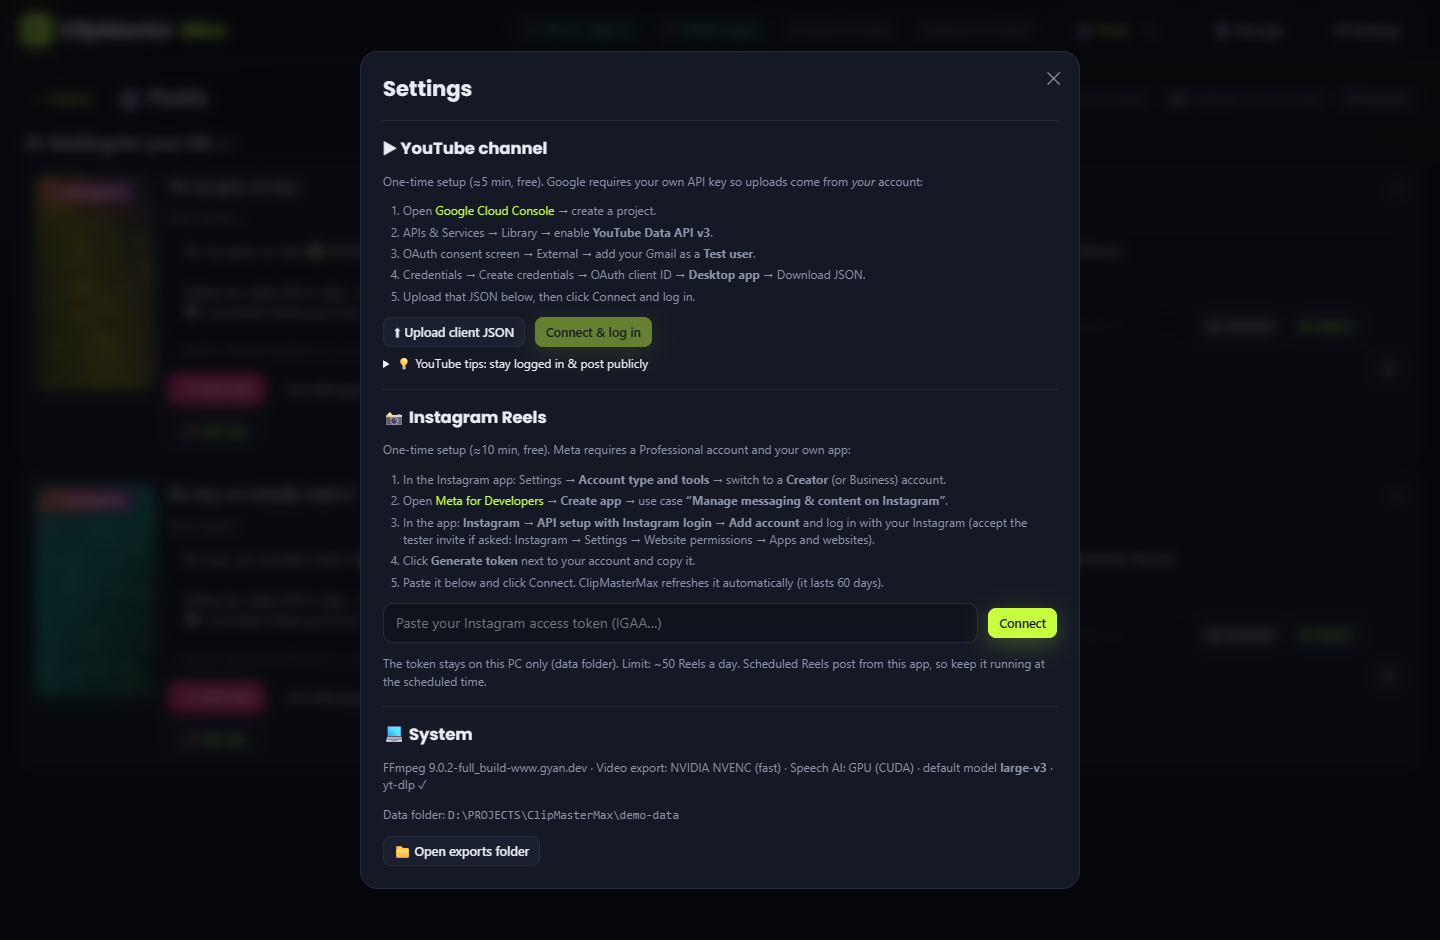 Settings
▶ YouTube channel
One-time setup (≈5 min, free). Google requires your own API key so uploads come from your account:
1. Open Google Cloud Console → create a project.
2. APIs & Services → Library → enable YouTube Data API v3.
3. OAuth consent screen → External → add your Gmail as a Test user.
4. Credentials → Create credentials → OAuth client ID → Desktop app → Download JSON.
5. Upload that JSON below, then click Connect and log in.
⬆ Upload client JSON Connect & log in
▶ 💡 YouTube tips: stay logged in & post publicly
📷 Instagram Reels
One-time setup (≈10 min, free). Meta requires a Professional account and your own app:
1. In the Instagram app: Settings → Account type and tools → switch to a Creator (or Business) account.
2. Open Meta for Developers → Create app → use case “Manage messaging & content on Instagram”.
3. In the app: Instagram → API setup with Instagram login → Add account and log in with your Instagram (accept the
tester invite if asked: Instagram → Settings → Website permissions → Apps and websites).
4. Click Generate token next to your account and copy it.
5. Paste it below and click Connect. ClipMasterMax refreshes it automatically (it lasts 60 days).
Paste your Instagram access token (IGAA...) Connect
The token stays on this PC only (data folder). Limit: ~50 Reels a day. Scheduled Reels post from this app, so keep it running at
the scheduled time.
💻 System
FFmpeg 9.0.2-full_build-www.gyan.dev · Video export: NVIDIA NVENC (fast) · Speech AI: GPU (CUDA) · default model large-v3 ·
yt-dlp ✓
Data folder: D:\PROJECTS\ClipMasterMax\demo-data
📁 Open exports folder